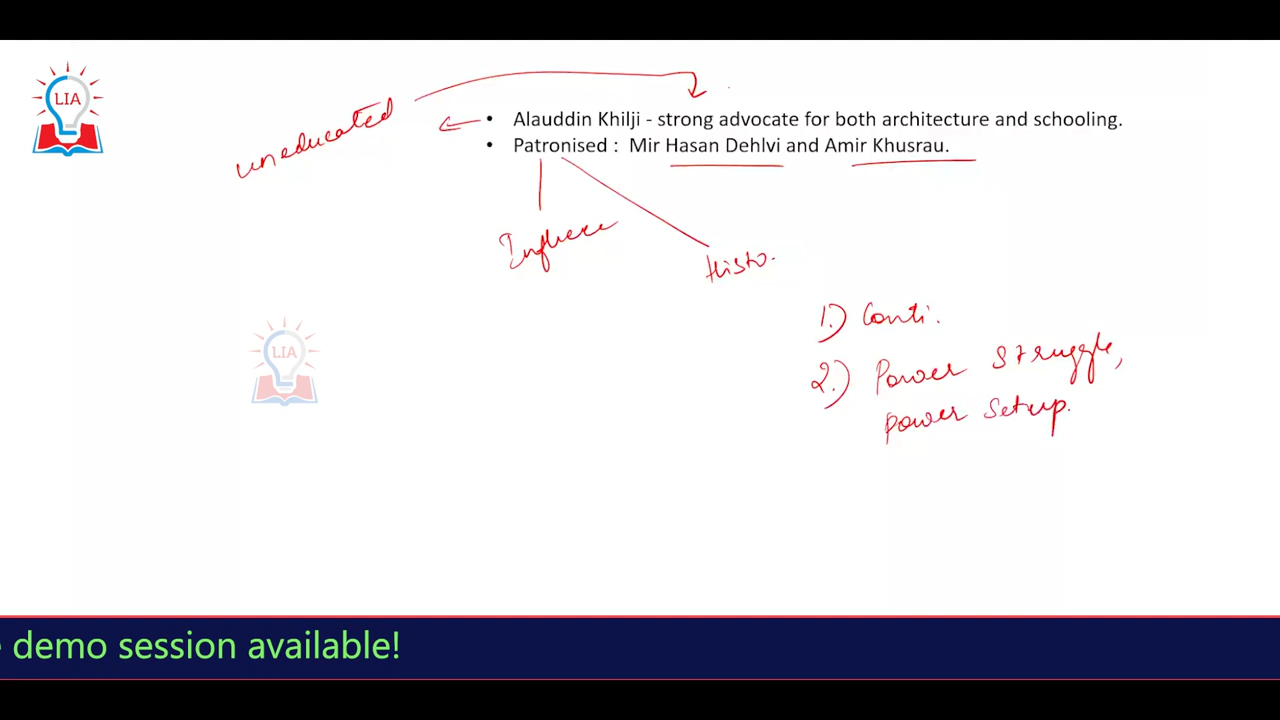 LIA
uneducated
• Alauddin Khilji - strong advocate for both architecture and schooling.
• Patronised : Mir Hasan Dehlvi and Amir Khusrau.
Histo.
1.) Conti.
LIA
2.) Power Struggle,
power Setup.
demo session available!